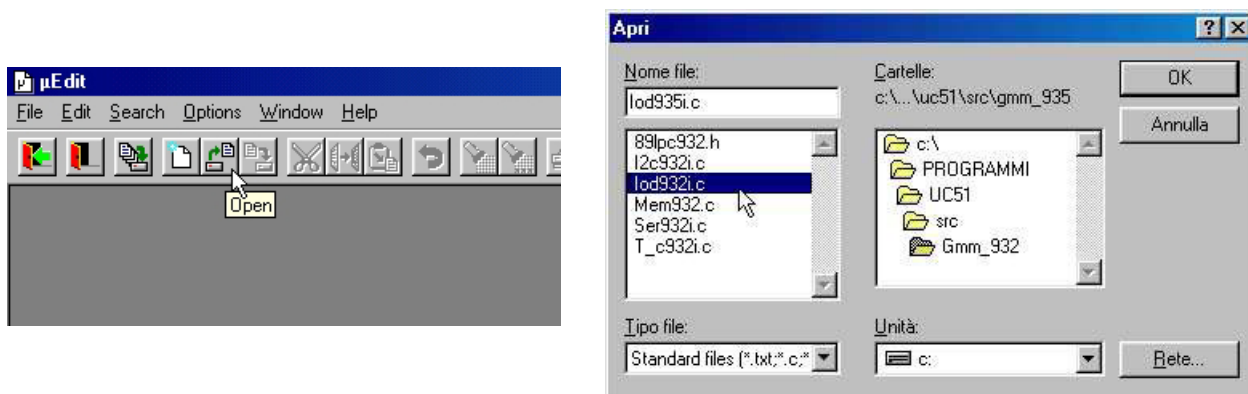 µEdit
File Edit Search Options Window Help
Open
Apri
Nome file:
Iod935i.c
89lpc932.h
I2c932i.c
Iod932i.c
Mem932.c
Ser932i.c
T_c932i.c
Tipo file:
Standard files (*.txt;*.c;*
Cartelle:
c:\...\uc51\src\gmm_935
c:\
PROGRAMMI
UC51
src
Gmm_932
Unità:
c:
OK
Annulla
Rete...